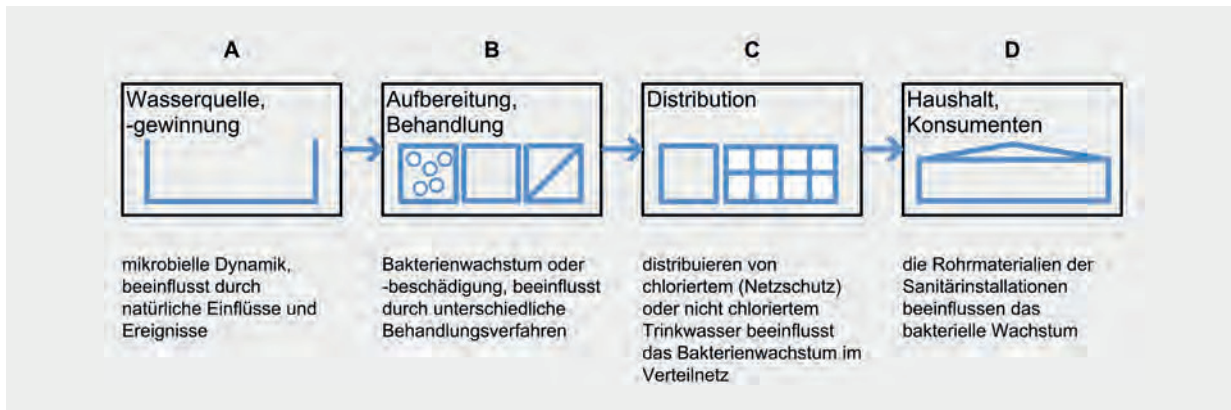 A
B
C
D
Wasserquelle,
-gewinnung
Aufbereitung,
Behandlung
Distribution
Haushalt,
Konsumenten
mikrobielle Dynamik,
beeinflusst durch
natürliche Einflüsse und
Ereignisse
Bakterienwachstum oder
-beschädigung, beeinflusst
durch unterschiedliche
Behandlungsverfahren
distribuieren von
chloriertem (Netzschutz)
oder nicht chloriertem
Trinkwasser beeinflusst
das Bakterienwachstum im
Verteilnetz
die Rohrmaterialien der
Sanitärinstallationen
beeinflussen das
bakterielle Wachstum